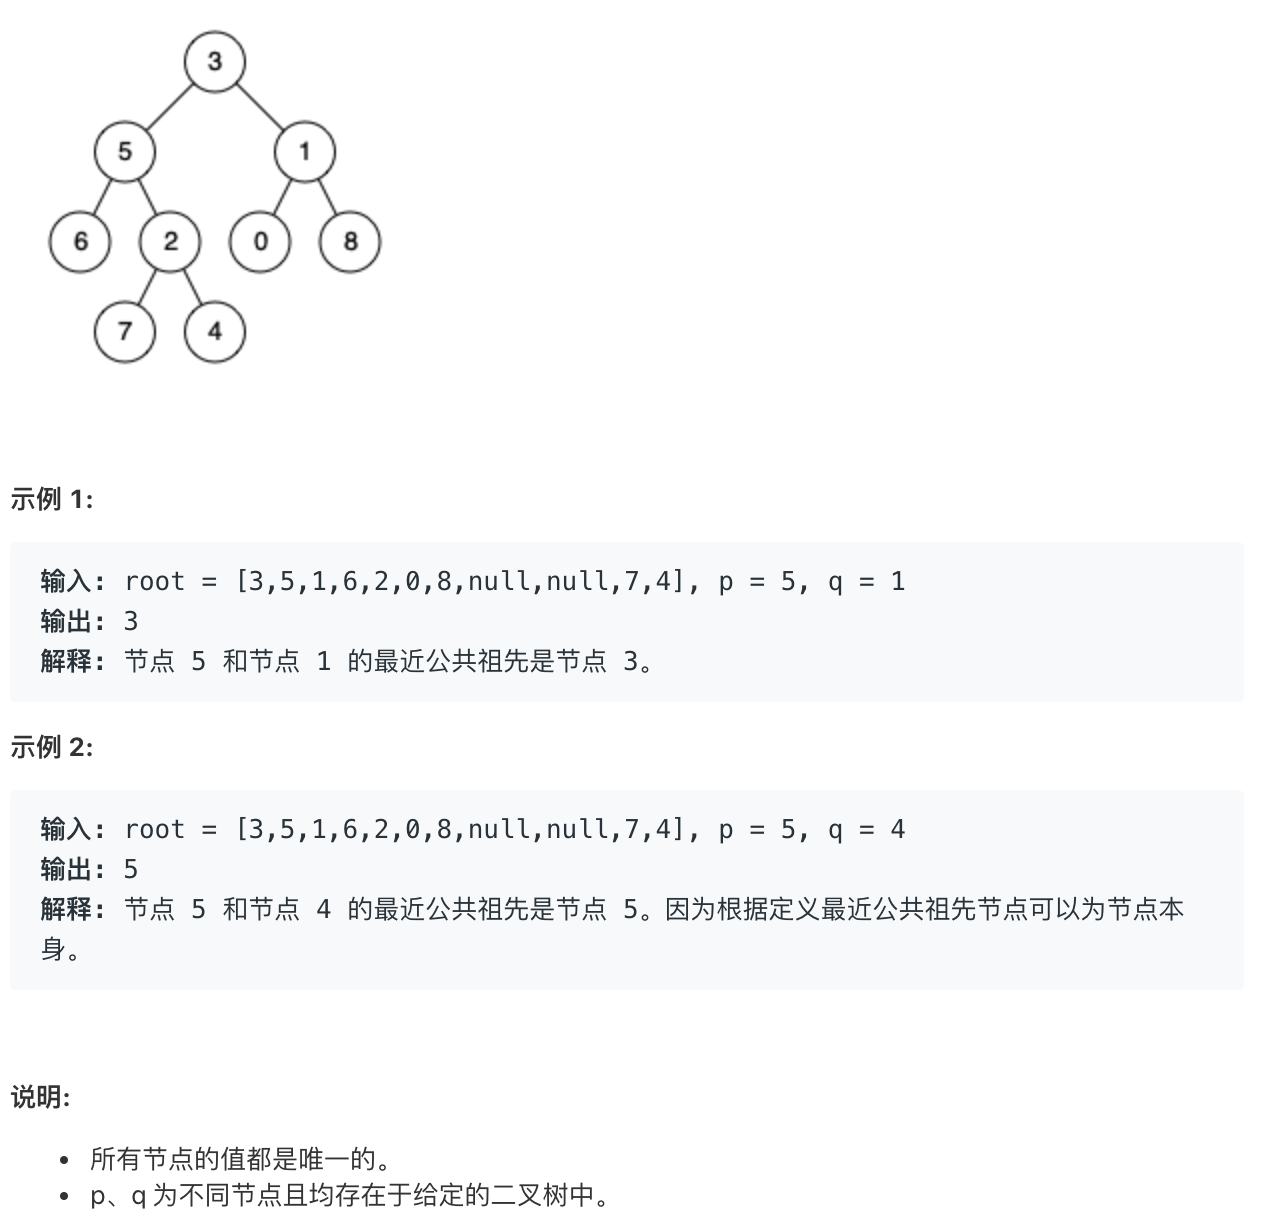 3
5 1
6 2 0 8
7 4
示例 1:
输入: root = [3,5,1,6,2,0,8,null,null,7,4], p = 5, q = 1
输出: 3
解释: 节点 5 和节点 1 的最近公共祖先是节点 3。
示例 2:
输入: root = [3,5,1,6,2,0,8,null,null,7,4], p = 5, q = 4
输出: 5
解释: 节点 5 和节点 4 的最近公共祖先是节点 5。因为根据定义最近公共祖先节点可以为节点本
身。
说明:
• 所有节点的值都是唯一的。
• p、q 为不同节点且均存在于给定的二叉树中。